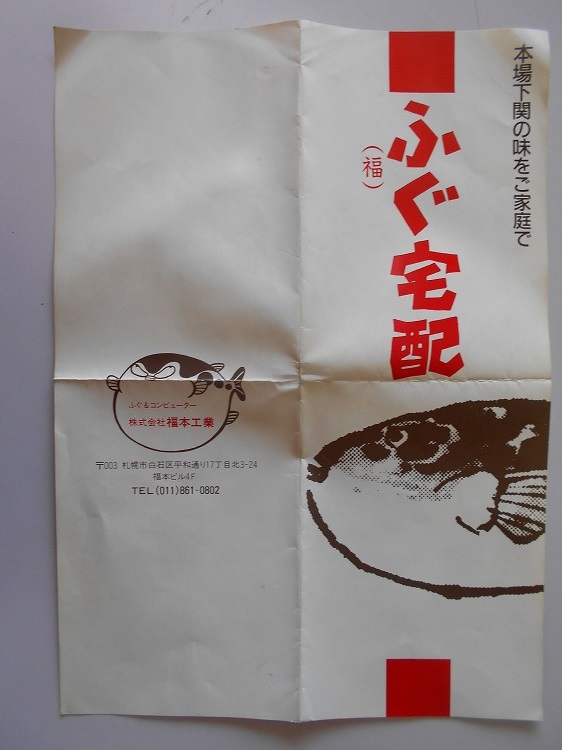 本場下関の味をご家庭で
ふぐ宅配
(福)
ふぐ&コンピューター
株式会社 福本工業
〒003 札幌市白石区平和通り17丁目北3-24
福本ビル4F
TEL (011)861-0802